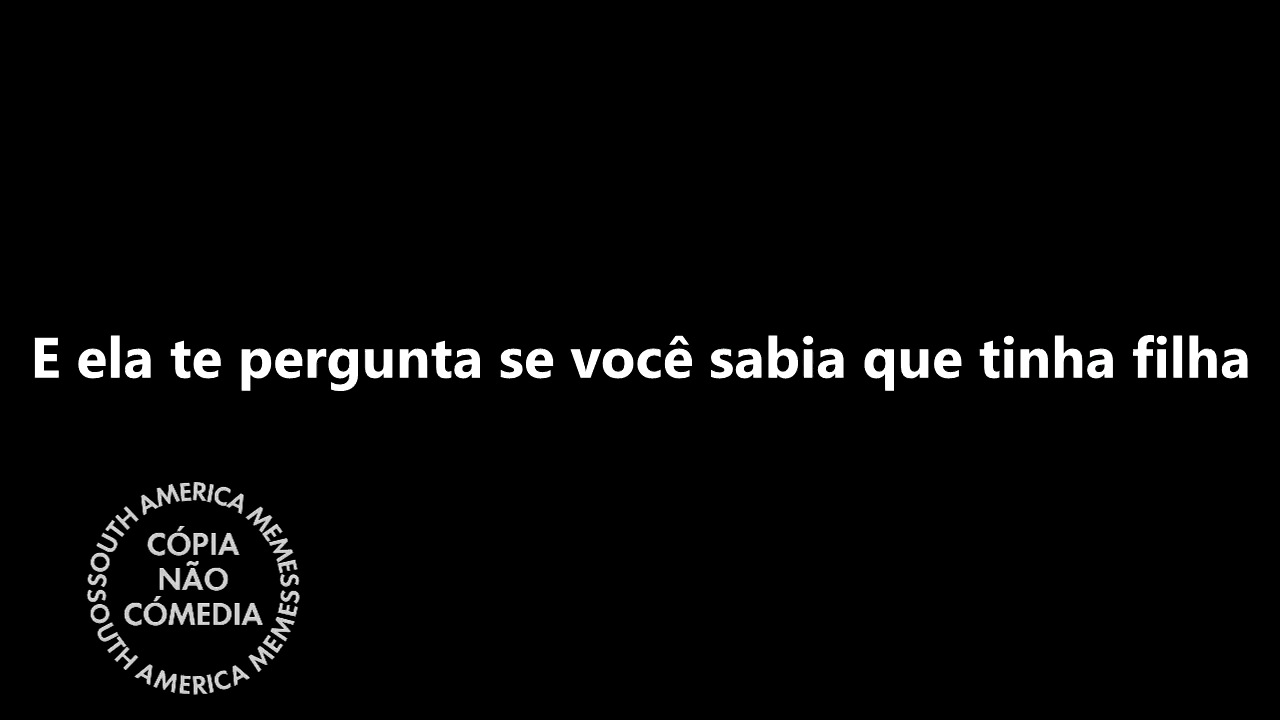 E ela te pergunta se você sabia que tinha filha
SOUTH AMERICA MEMES
CÓPIA
NÃO
CÓMEDIA
SOUTH AMERICA MEMES